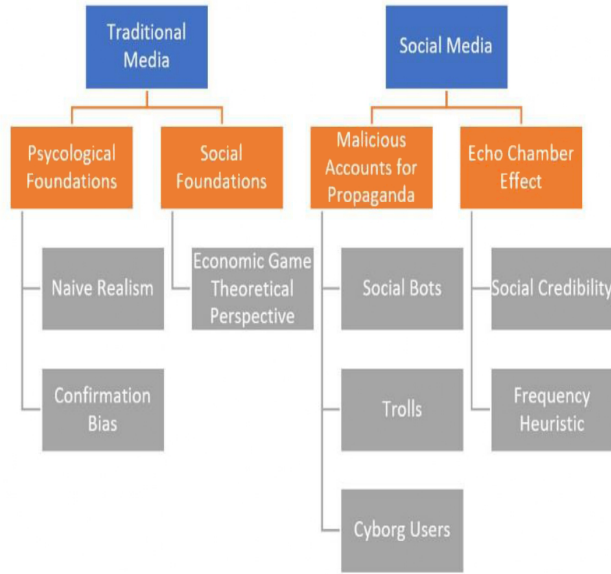 Traditional
Media
Social Media
Psycological
Foundations
Social
Foundations
Malicious
Accounts for
Propaganda
Echo Chamber
Effect
Naive Realism
Economic Game
Theoretical
Perspective
Social Bots
Social Credibility
Confirmation
Bias
Trolls
Frequency
Heuristic
Cyborg Users